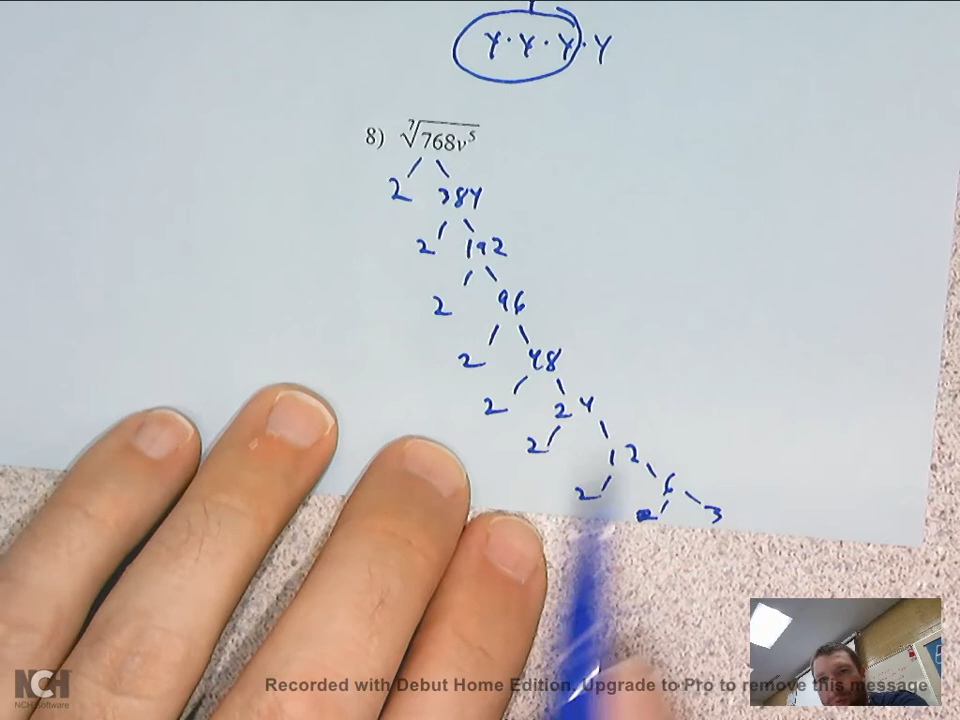 Y · Y · Y · Y
8) ⁷√768v⁵
2 384
2 192
2 96
2 48
2 24
2 12
2 6
2 3
NCH
NCH Software
Recorded with Debut Home Edition. Upgrade to Pro to remove this message